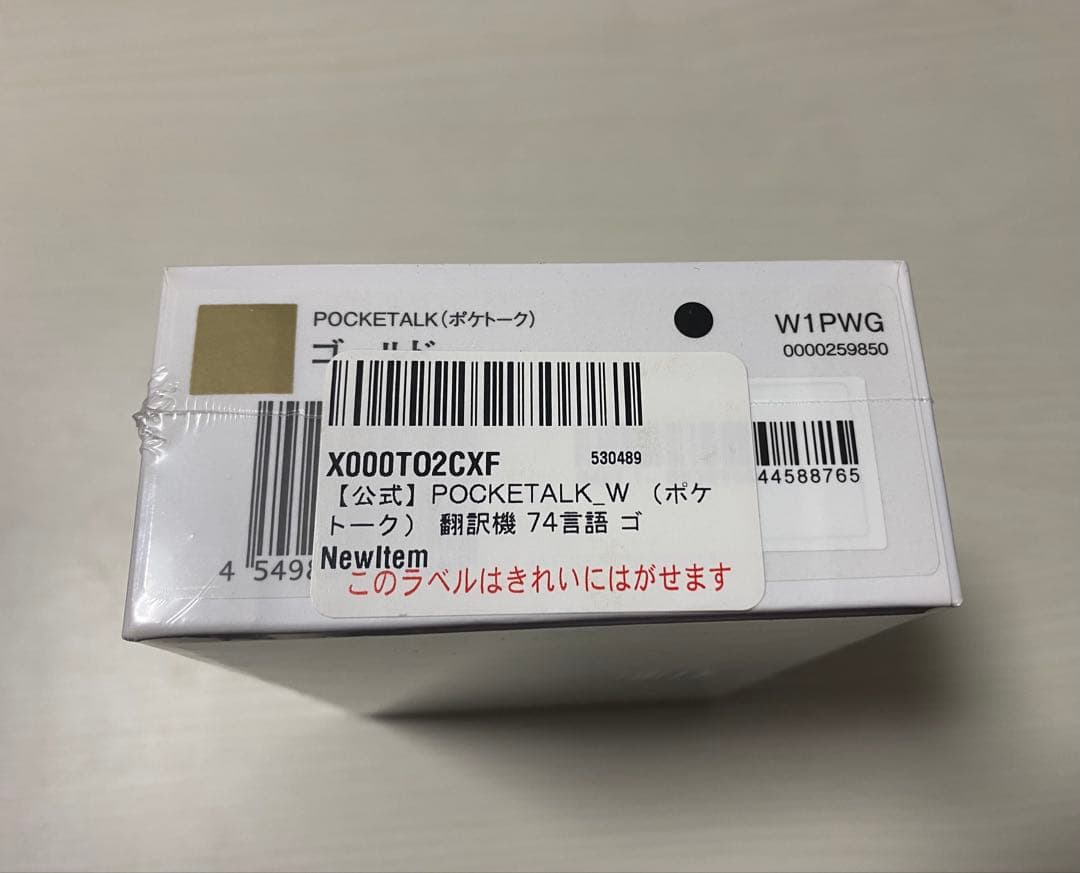 POCKETALK（ポケトーク）
W1PWG
0000259850
X000TO2CXF
530489
44588765
【公式】POCKETALK_W （ポケ
トーク） 翻訳機 74言語 ゴ
NewItem
4 549
このラベルはきれいにはがせます